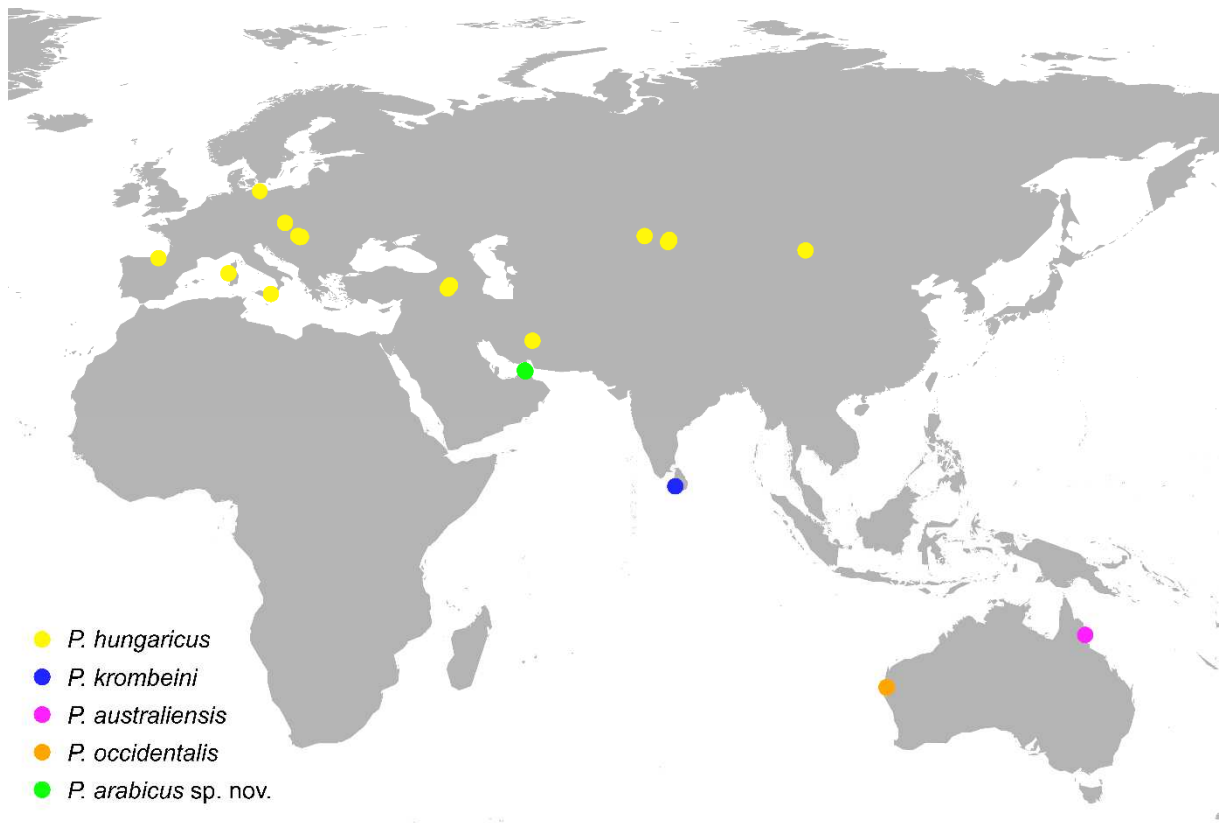 P. hungaricus
P. krombeini
P. australiensis
P. occidentalis
P. arabicus sp. nov.